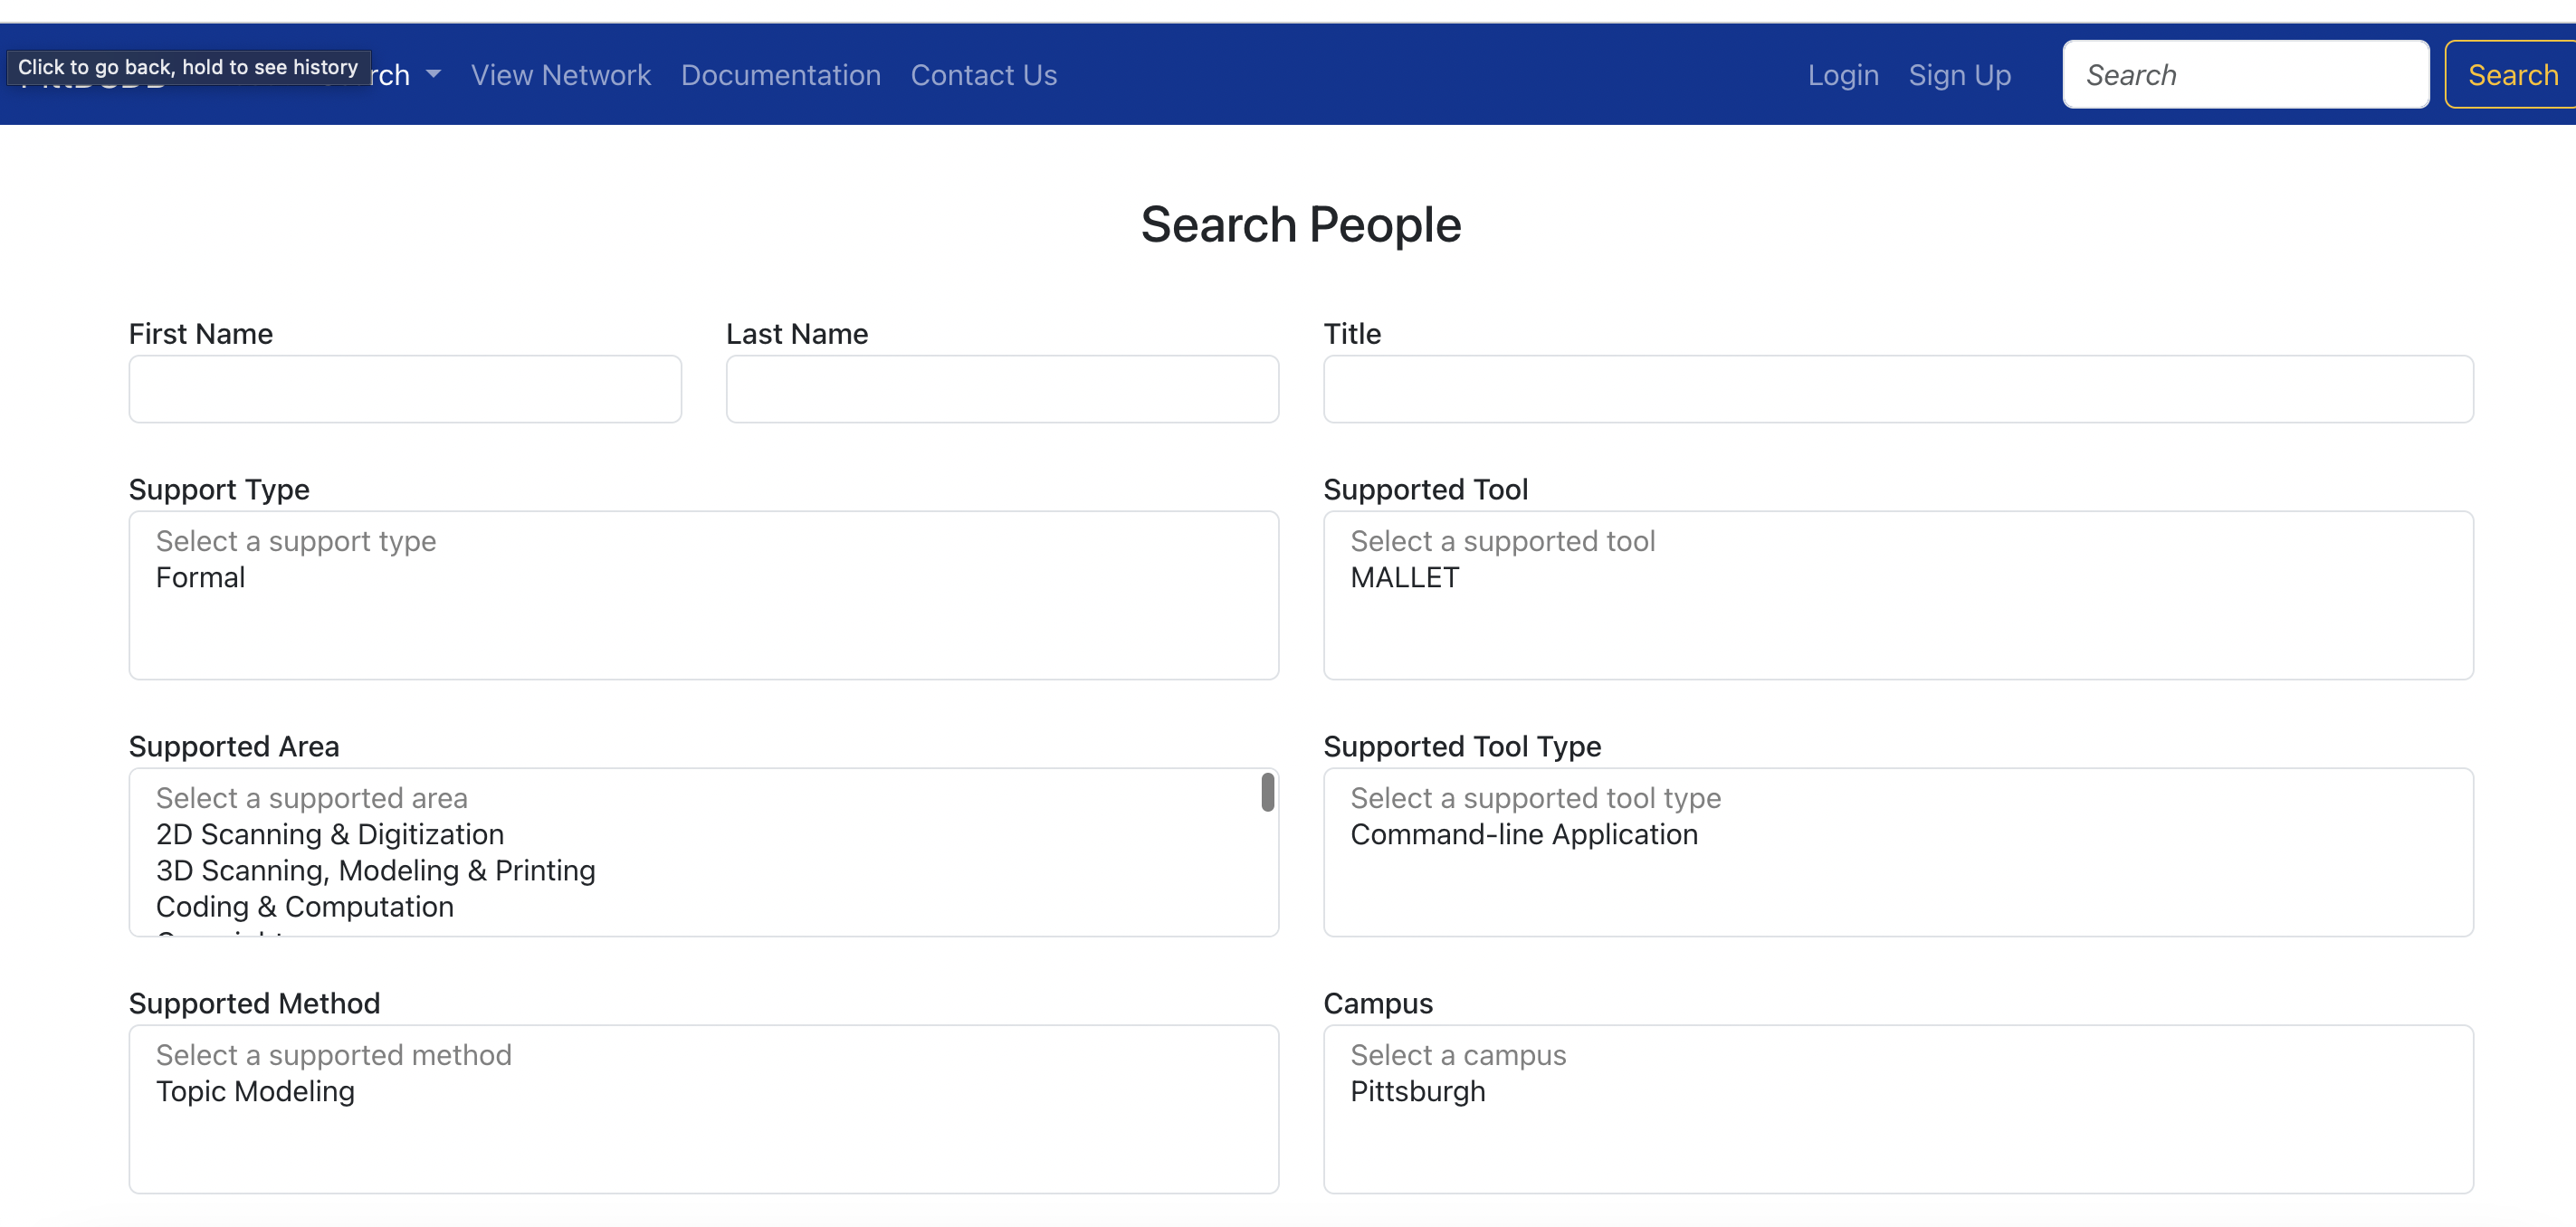 Click to go back, hold to see history
View Network
Documentation
Contact Us
Login
Sign Up
Search
Search
Search People
First Name
Last Name
Title
Support Type
Select a support type
Formal
Supported Tool
Select a supported tool
MALLET
Supported Area
Select a supported area
2D Scanning & Digitization
3D Scanning, Modeling & Printing
Coding & Computation
Supported Tool Type
Select a supported tool type
Command-line Application
Supported Method
Select a supported method
Topic Modeling
Campus
Select a campus
Pittsburgh